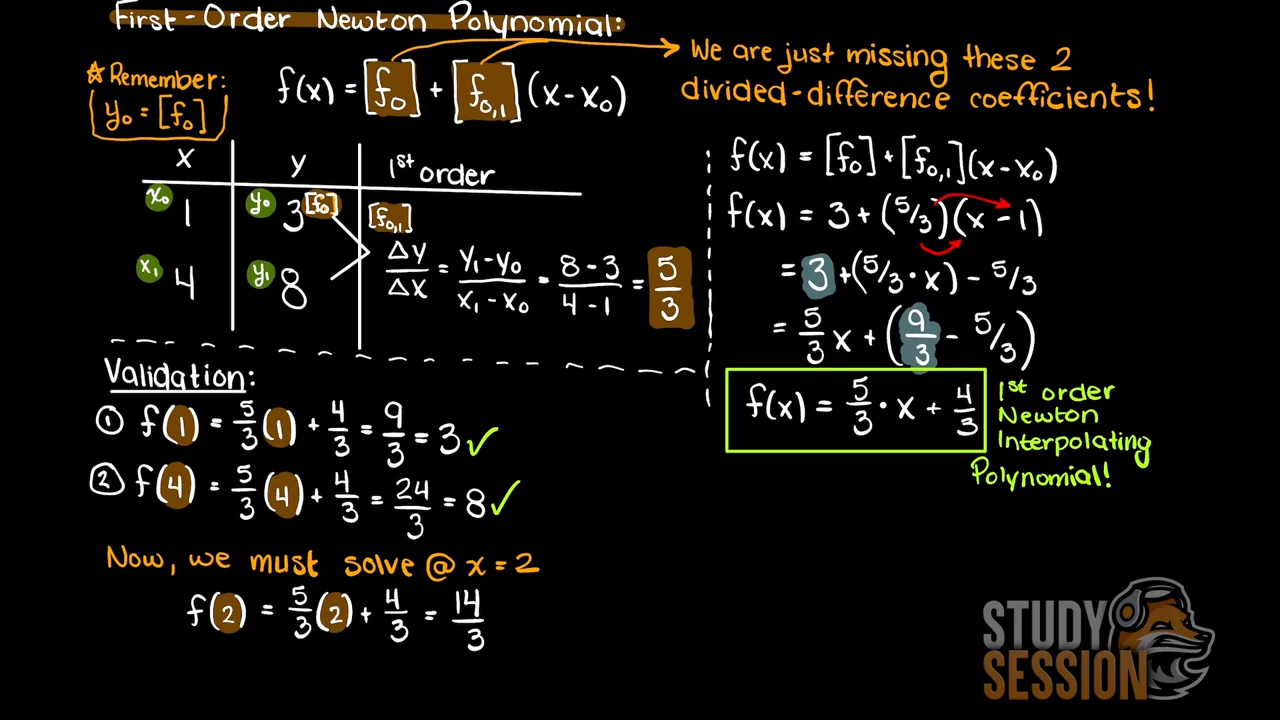 First-Order Newton Polynomial:
☆ Remember:
y₀ = [f₀]
f(x) = [f₀] + [f₀,₁] (x-x₀)
We are just missing these 2
divided-difference coefficients!
X Y 1st order
x₀ 1 y₀ 3 [f₀] [f₀,₁]
x₁ 4 y₁ 8
Δy/Δx = (y₁-y₀)/(x₁-x₀) = (8-3)/(4-1) = 5/3
f(x) = [f₀] + [f₀,₁](x-x₀)
f(x) = 3 + (5/3)(x-1)
= 3 + (5/3 · x) - 5/3
= 5/3 x + (9/3 - 5/3)
f(x) = 5/3 · x + 4/3
1st order
Newton
Interpolating
Polynomial!
Validation:
① f(1) = 5/3(1) + 4/3 = 9/3 = 3 ✓
② f(4) = 5/3(4) + 4/3 = 24/3 = 8 ✓
Now, we must solve @ x = 2
f(2) = 5/3(2) + 4/3 = 14/3
STUDY
SESSION